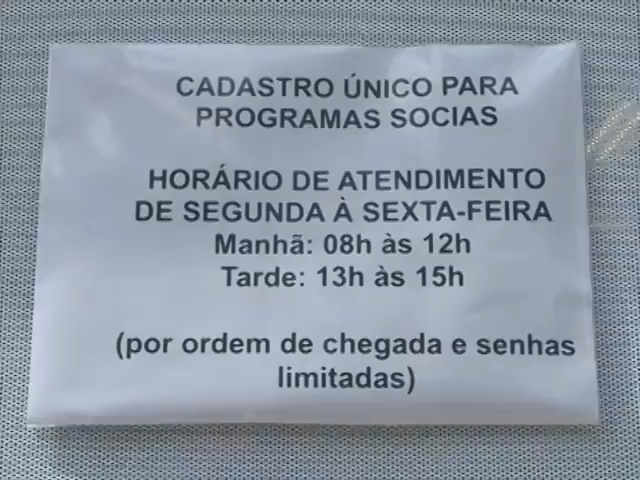 CADASTRO ÚNICO PARA
PROGRAMAS SOCIAS
HORÁRIO DE ATENDIMENTO
DE SEGUNDA À SEXTA-FEIRA
Manhã: 08h às 12h
Tarde: 13h às 15h
(por ordem de chegada e senhas
limitadas)